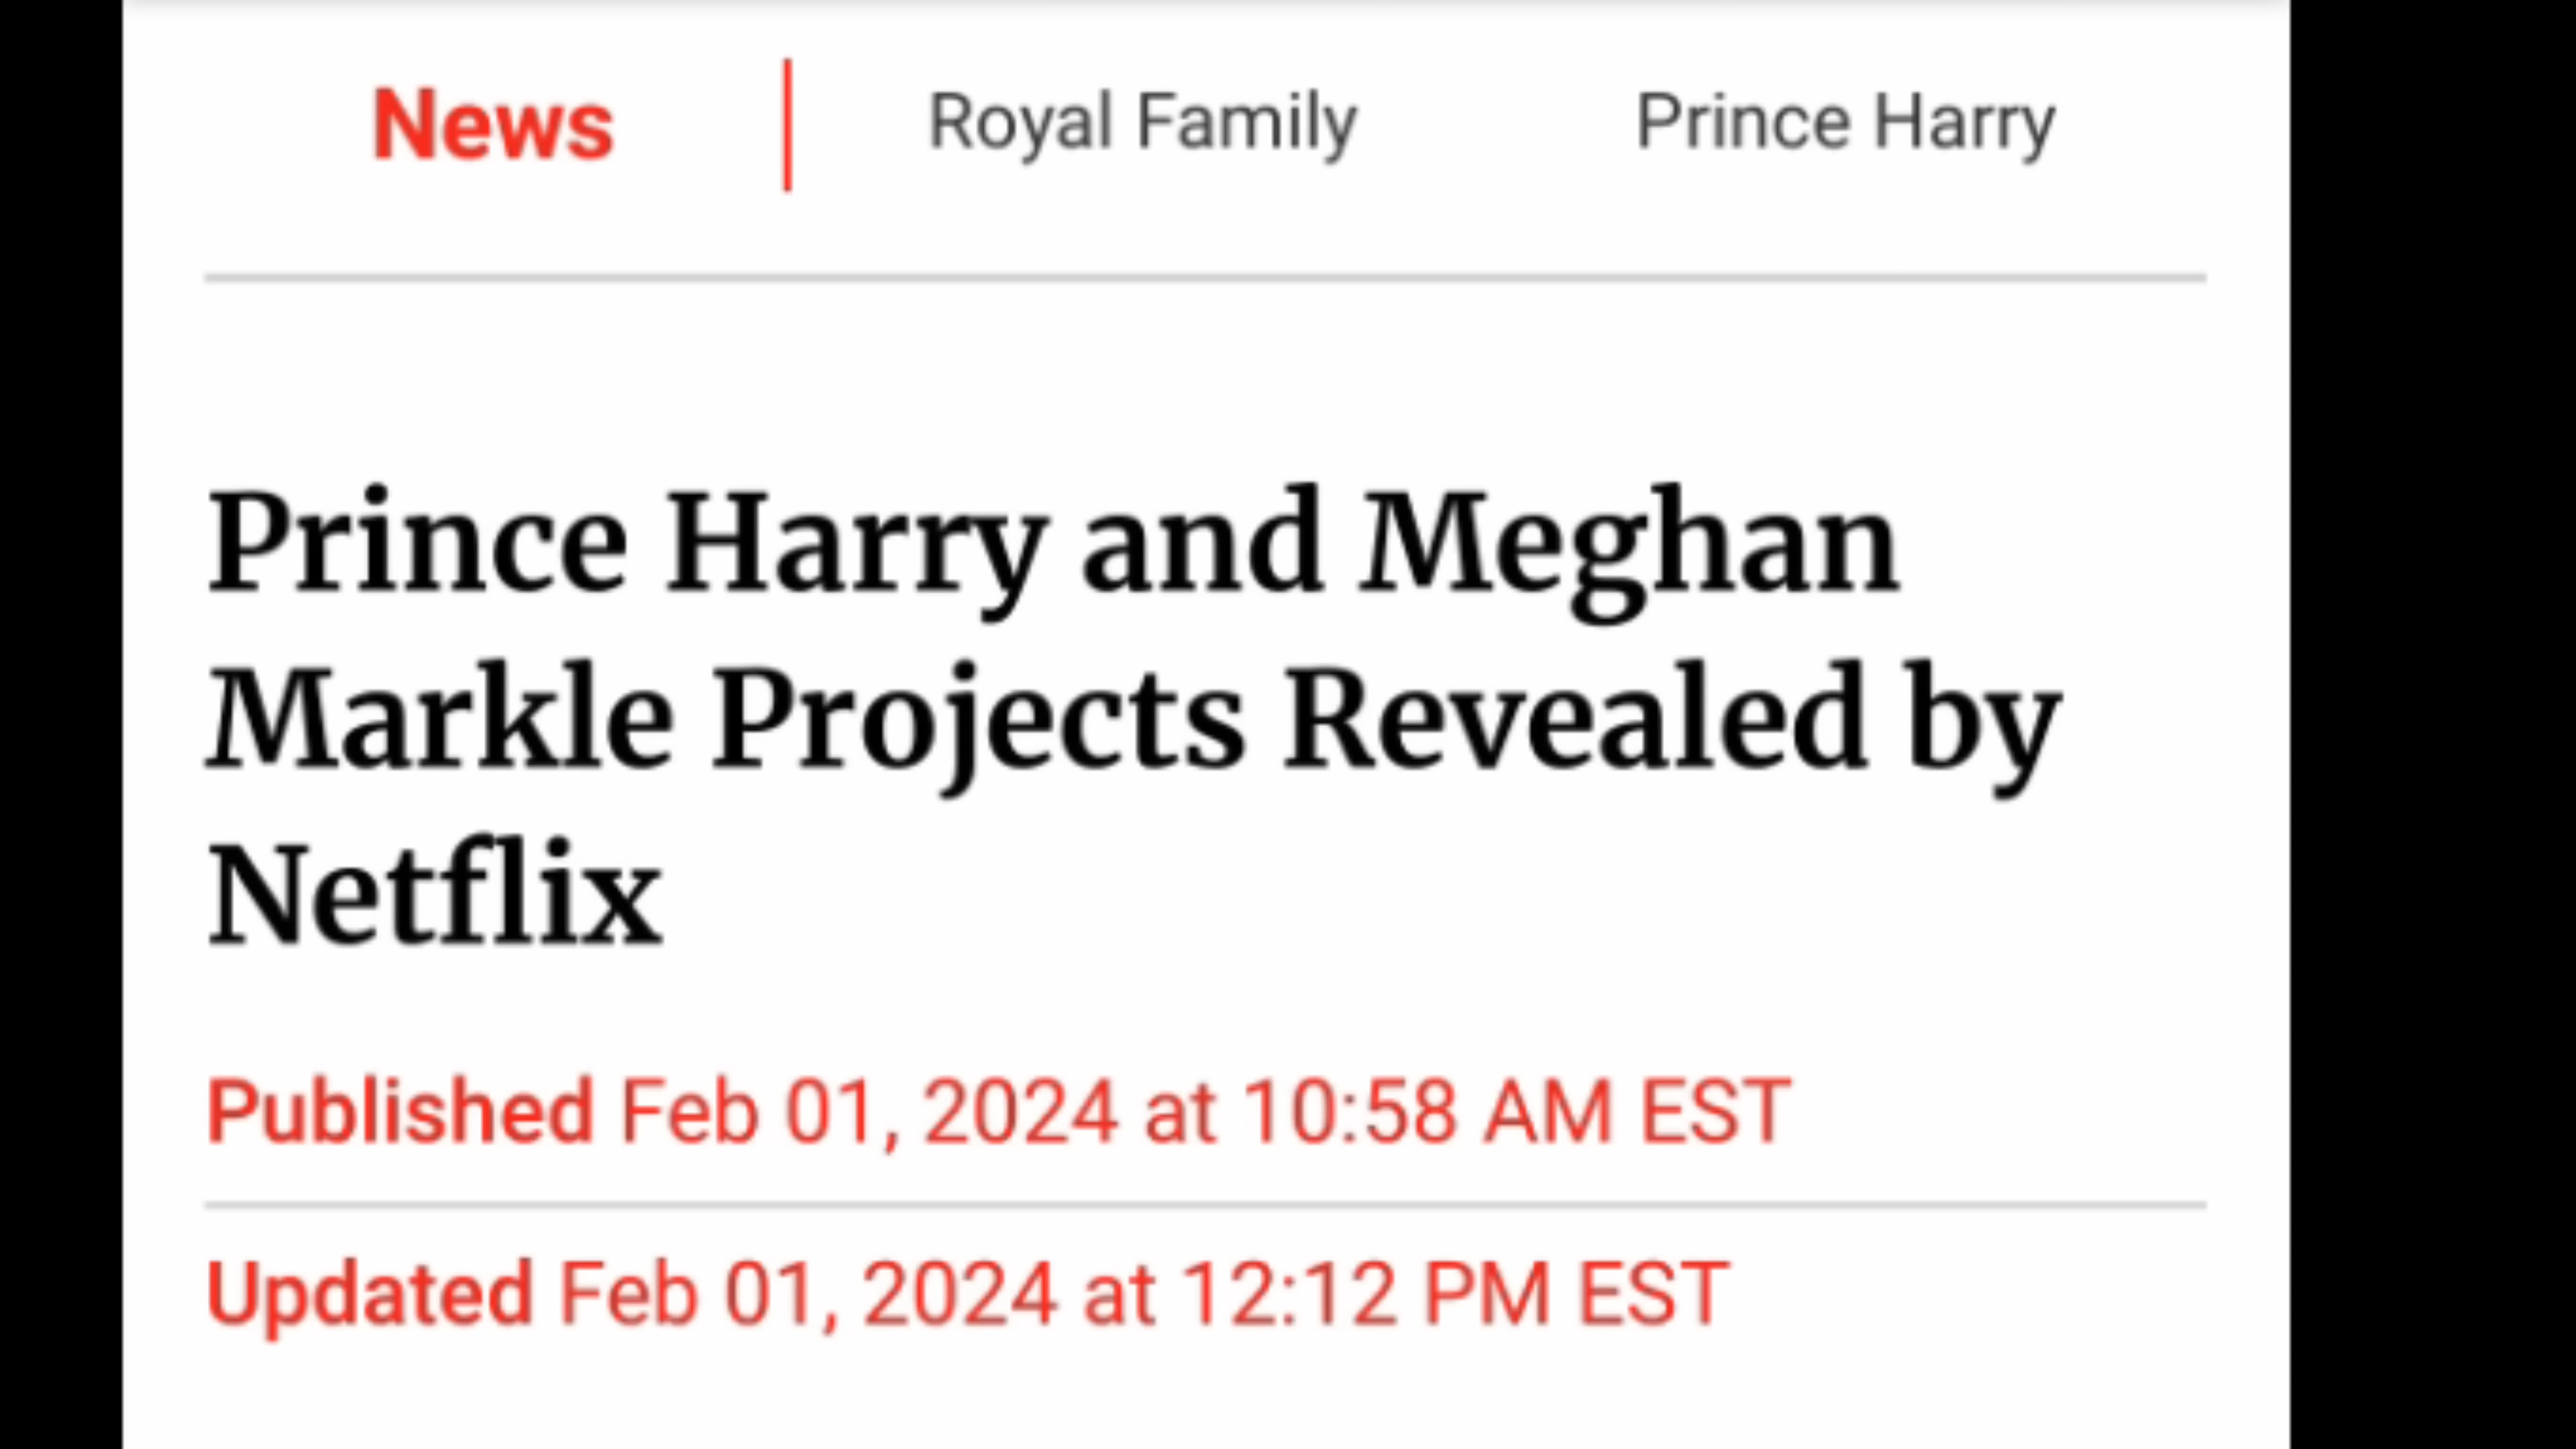 News | Royal Family Prince Harry
Prince Harry and Meghan
Markle Projects Revealed by
Netflix
Published Feb 01, 2024 at 10:58 AM EST
Updated Feb 01, 2024 at 12:12 PM EST